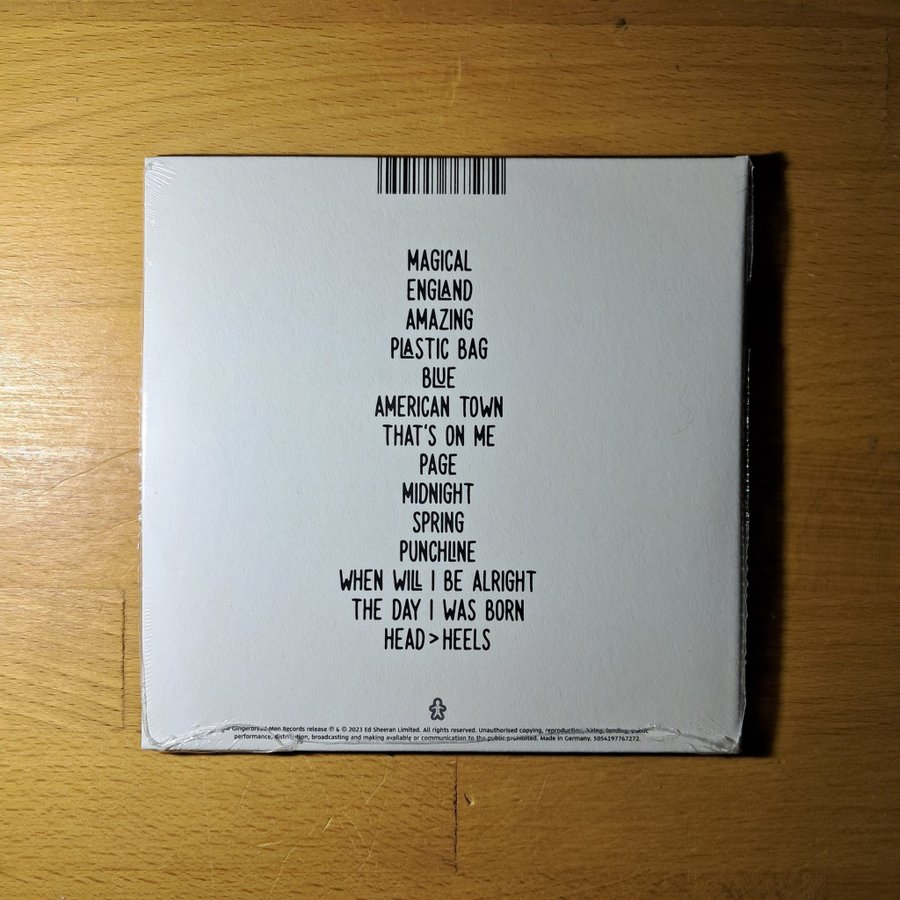 MAGICAL
ENGLAND
AMAZING
PLASTIC BAG
BLUE
AMERICAN TOWN
THAT'S ON ME
PAGE
MIDNIGHT
SPRING
PUNCHLINE
WHEN WILL I BE ALRIGHT
THE DAY I WAS BORN
HEAD > HEELS
Gingerbread Man Records release ℗ & © 2023 Ed Sheeran Limited. All rights reserved. Unauthorised copying, reproduction, hiring, lending, public
performance, distribution, broadcasting and making available or communication to the public prohibited. Made in Germany. 5054197767272.